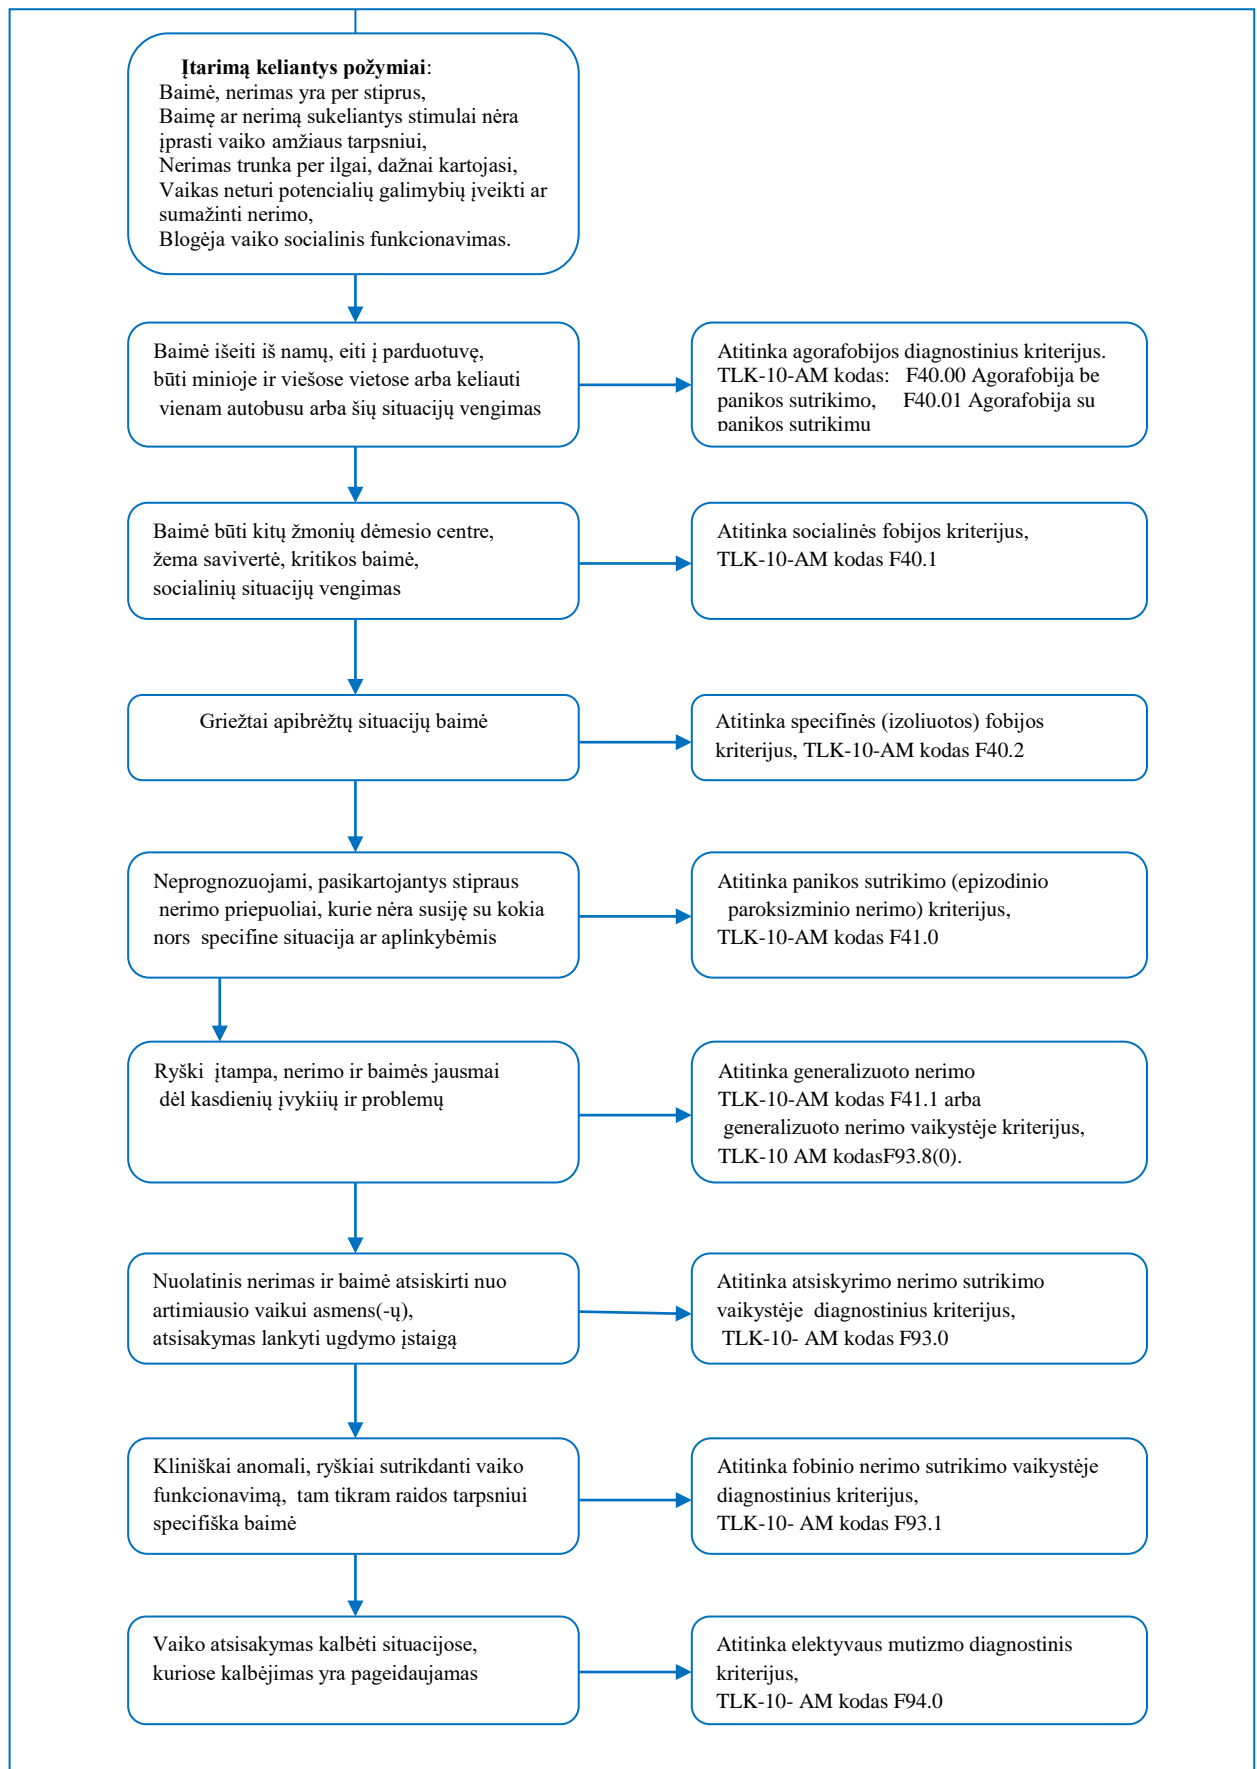 Įtarimą keliantys požymiai:
Baimė, nerimas yra per stiprus,
Baimę ar nerimą sukeliantys stimulai nėra
įprasti vaiko amžiaus tarpsniui,
Nerimas trunka per ilgai, dažnai kartojasi,
Vaikas neturi potencialių galimybių įveikti ar
sumažinti nerimo,
Blogėja vaiko socialinis funkcionavimas.
Baimė išeiti iš namų, eiti į parduotuvę,
būti minioje ir viešose vietose arba keliauti
vienam autobusu arba šių situacijų vengimas
Atitinka agorafobijos diagnostinius kriterijus.
TLK-10-AM kodas: F40.00 Agorafobija be
panikos sutrikimo, F40.01 Agorafobija su
panikos sutrikimu
Baimė būti kitų žmonių dėmesio centre,
žema savivertė, kritikos baimė,
socialinių situacijų vengimas
Atitinka socialinės fobijos kriterijus,
TLK-10-AM kodas F40.1
Griežtai apibrėžtų situacijų baimė
Atitinka specifinės (izoliuotos) fobijos
kriterijus, TLK-10-AM kodas F40.2
Neprognozuojami, pasikartojantys stipraus
nerimo priepuoliai, kurie nėra susiję su kokia
nors specifine situacija ar aplinkybėmis
Atitinka panikos sutrikimo (epizodinio
paroksizminio nerimo) kriterijus,
TLK-10-AM kodas F41.0
Ryški įtampa, nerimo ir baimės jausmai
dėl kasdienių įvykiių ir problemų
Atitinka generalizuoto nerimo
TLK-10-AM kodas F41.1 arba
generalizuoto nerimo vaikystėje kriterijus,
TLK-10 AM kodasF93.8(0).
Nuolatinis nerimas ir baimė atsiskirti nuo
artimiausio vaikui asmens(-ų),
atsisakymas lankyti ugdymo įstaigą
Atitinka atsiskyrimo nerimo sutrikimo
vaikystėje diagnostinius kriterijus,
TLK-10- AM kodas F93.0
Kliniškai anomali, ryškiai sutrikdanti vaiko
funkcionavimą, tam tikram raidos tarpsniui
specifiška baimė
Atitinka fobinio nerimo sutrikimo vaikystėje
diagnostinius kriterijus,
TLK-10- AM kodas F93.1
Vaiko atsisakymas kalbėti situacijose,
kuriose kalbėjimas yra pageidaujamas
Atitinka elektyvaus mutizmo diagnostinis
kriterijus,
TLK-10- AM kodas F94.0